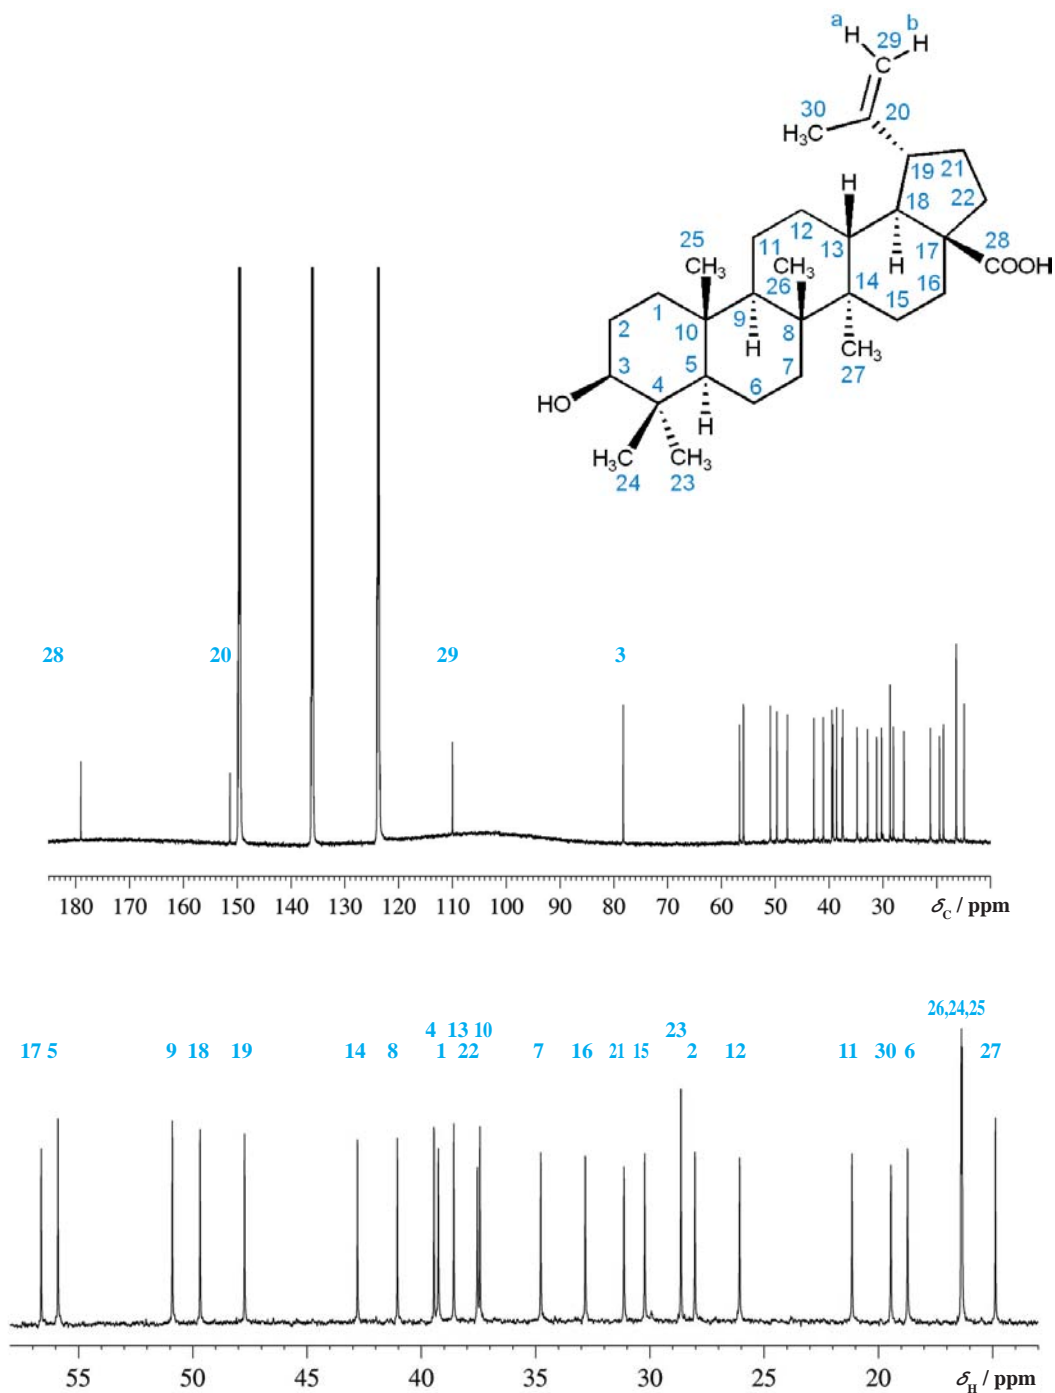 a b
H H
29
C
30 20
H₃C
19 21
H 18 22
12
25 11 13 17 28
CH₃ CH₃ H COOH
26 14 16
1 15
2 10 9 8
H CH₃
3 5 7 27
4 6
HO
H
H₃C CH₃
24 23
28 20 29 3
180 170 160 150 140 130 120 110 100 90 80 70 60 50 40 30 δC / ppm
26,24,25
4 13 10 23
17 5 9 18 19 14 8 1 22 7 16 21 15 2 12 11 30 6 27
55 50 45 40 35 30 25 20 δH / ppm